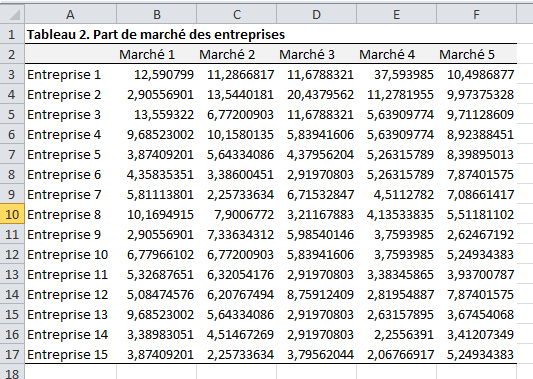 A B C D E F
1 Tableau 2. Part de marché des entreprises
2 Marché 1 Marché 2 Marché 3 Marché 4 Marché 5
3 Entreprise 1 12,590799 11,2866817 11,6788321 37,593985 10,4986877
4 Entreprise 2 2,90556901 13,5440181 20,4379562 11,2781955 9,97375328
5 Entreprise 3 13,559322 6,77200903 11,6788321 5,63909774 9,71128609
6 Entreprise 4 9,68523002 10,1580135 5,83941606 5,63909774 8,92388451
7 Entreprise 5 3,87409201 5,64334086 4,37956204 5,26315789 8,39895013
8 Entreprise 6 4,35835351 3,38600451 2,91970803 5,26315789 7,87401575
9 Entreprise 7 5,81113801 2,25733634 6,71532847 4,5112782 7,08661417
10 Entreprise 8 10,1694915 7,9006772 3,21167883 4,13533835 5,51181102
11 Entreprise 9 2,90556901 7,33634312 5,98540146 3,7593985 2,62467192
12 Entreprise 10 6,77966102 6,77200903 5,83941606 3,7593985 5,24934383
13 Entreprise 11 5,32687651 6,32054176 2,91970803 3,38345865 3,93700787
14 Entreprise 12 5,08474576 6,20767494 8,75912409 2,81954887 7,87401575
15 Entreprise 13 9,68523002 5,64334086 2,91970803 2,63157895 3,67454068
16 Entreprise 14 3,38983051 4,51467269 2,91970803 2,2556391 3,41207349
17 Entreprise 15 3,87409201 2,25733634 3,79562044 2,06766917 5,24934383
18